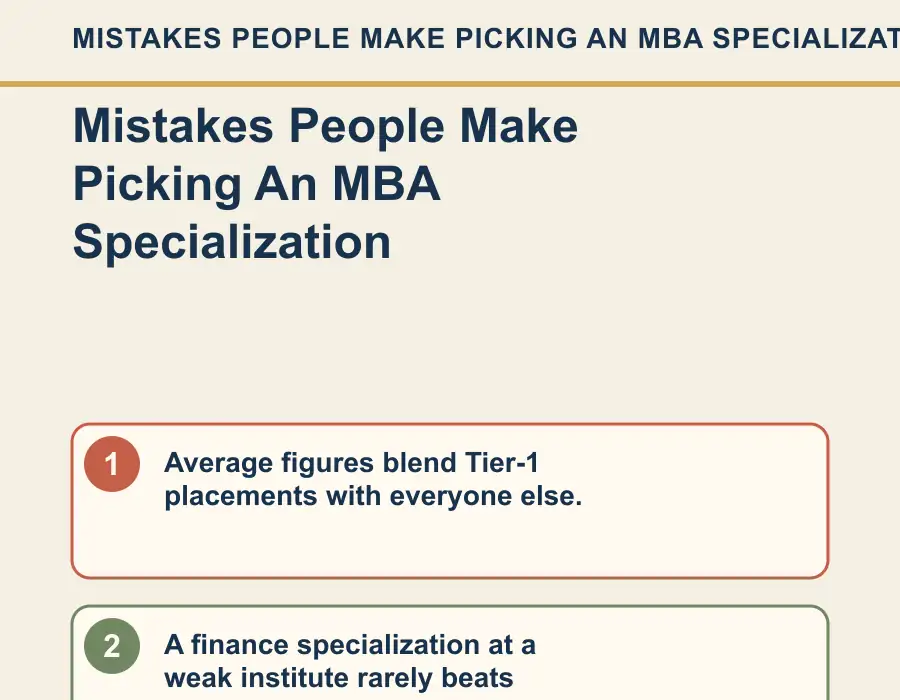 MISTAKES PEOPLE MAKE PICKING AN MBA
Mistakes People Make
Picking An MBA
Specialization
1
Average figures blend Tier-1
placements with everyone else.
2
A finance specialization at a
weak institute rarely beats